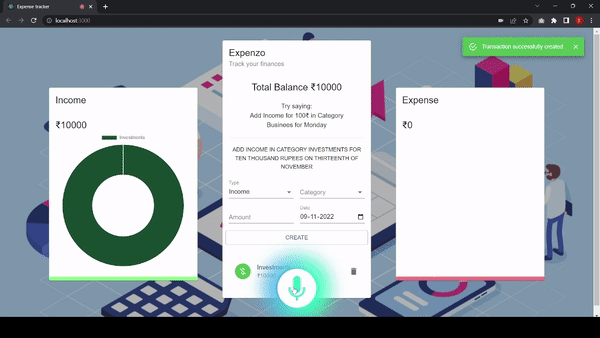 Expense tracker
localhost:3000
Transaction successfully created
Expenzo
Track your finances
Total Balance ₹10000
Try saying:
Add Income for 100₹ in Category
Business for Monday
ADD INCOME IN CATEGORY INVESTMENTS FOR
TEN THOUSAND RUPEES ON THIRTEENTH OF
NOVEMBER
Type
Income
Category
Amount
Date
09-11-2022
CREATE
Investments
Income
₹10000
Investments
Expense
₹0